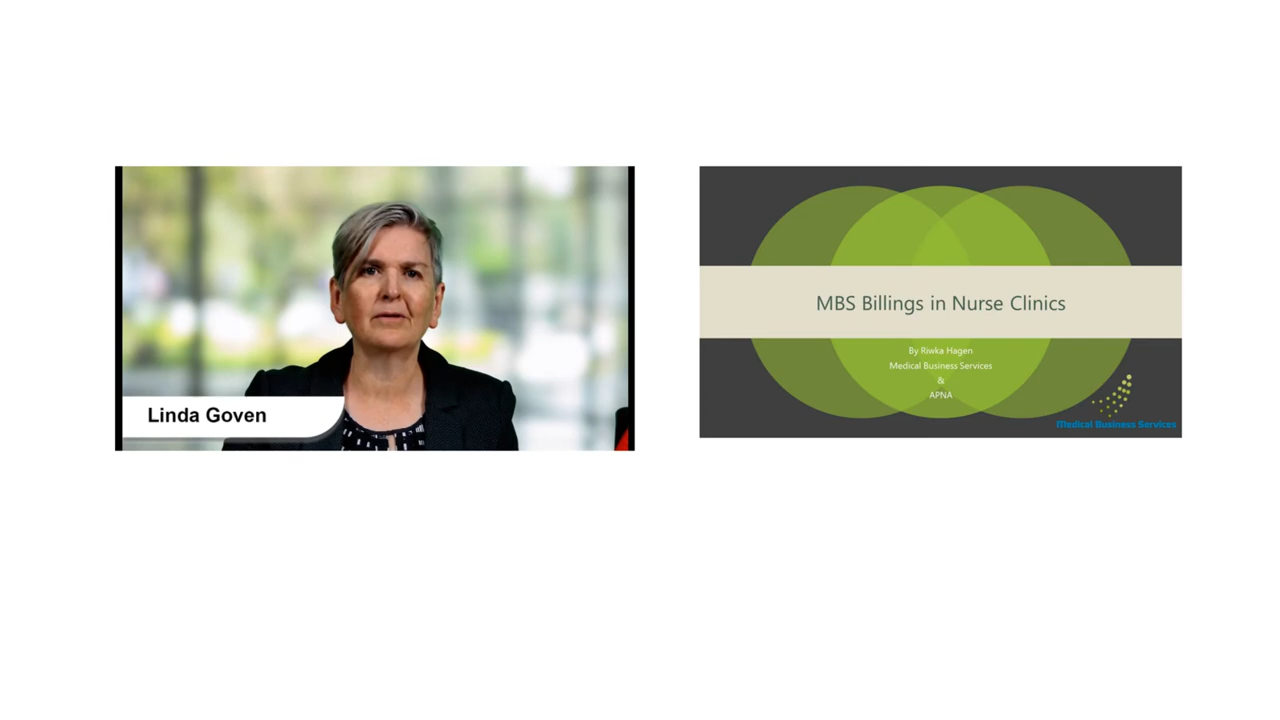 Linda Goven
MBS Billings in Nurse Clinics
By Riwka Hagen
Medical Business Services
&
APNA
Medical Business Services